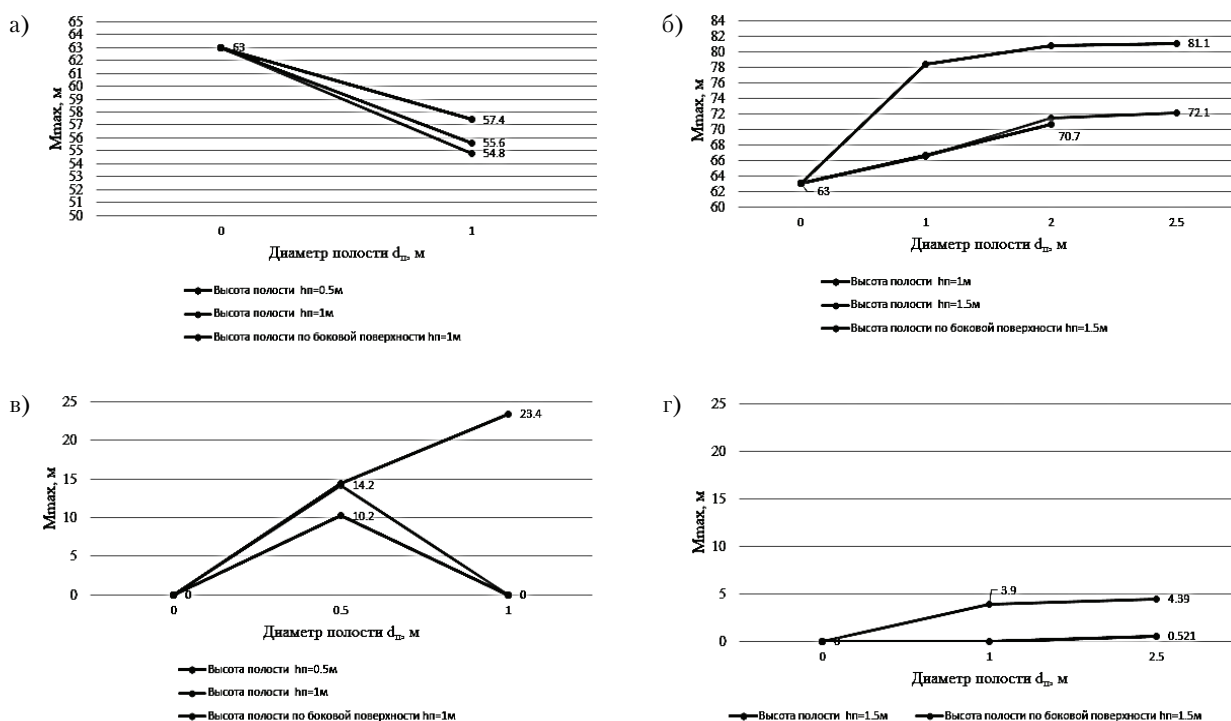 а)
65
64
63
62
61
60
59
58
57
56
55
54
53
52
51
50
Mmax, м
63
57.4
55.6
54.8
0 1
Диаметр полости dп, м
Высота полости hп=0.5м
Высота полости hп=1м
Высота полости по боковой поверхности hп=1м
б)
84
82
80
78
76
74
72
70
68
66
64
62
60
Mmax, м
81.1
72.1
70.7
63
0 1 2 2.5
Диаметр полости dп, м
Высота полости hп=1м
Высота полости hп=1.5м
Высота полости по боковой поверхности hп=1.5м
в)
25
20
15
10
5
0
Mmax, м
23.4
14.2
10.2
0 0
0 0.5 1
Диаметр полости dп, м
Высота полости hп=0.5м
Высота полости hп=1м
Высота полости по боковой поверхности hп=1м
г)
25
20
15
10
5
0
Mmax, м
3.9
4.39
0.521
0
0 1 2.5
Диаметр полости dп, м
Высота полости hп=1.5м Высота полости по боковой поверхности hп=1.5м